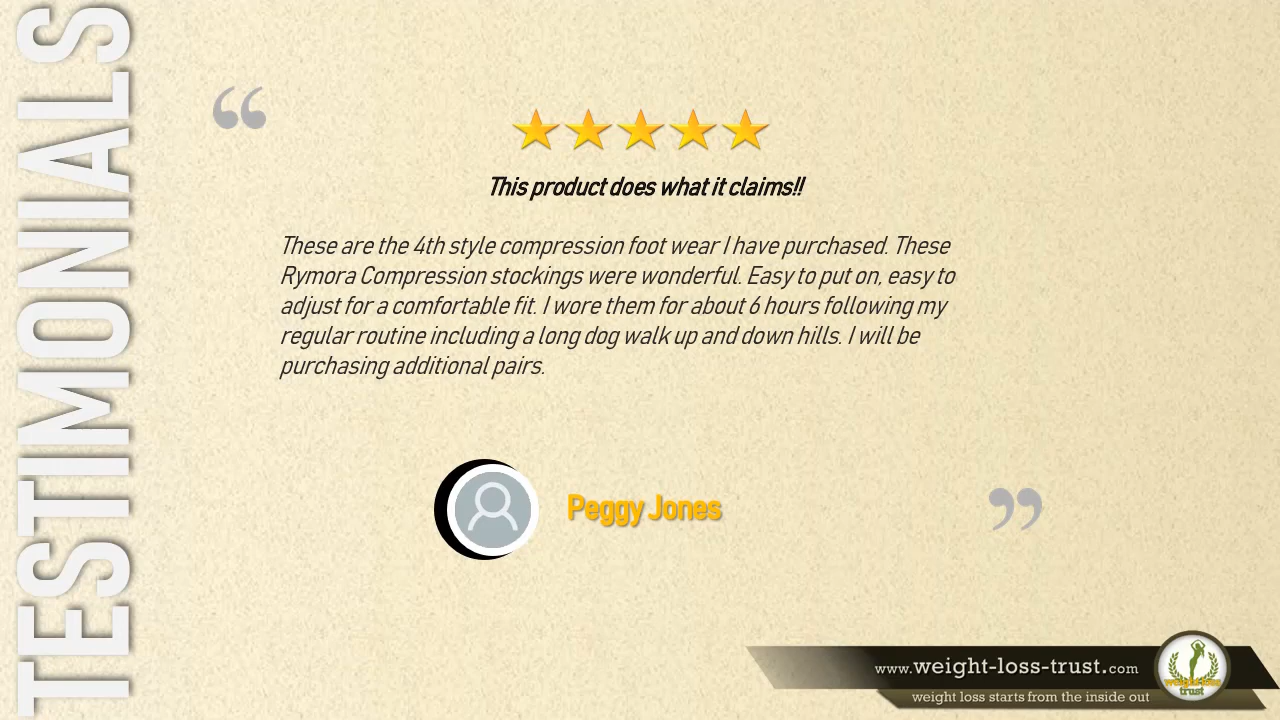 TESTIMONIALS
“
This product does what it claims!!
These are the 4th style compression foot wear I have purchased. These
Rymora Compression stockings were wonderful. Easy to put on, easy to
adjust for a comfortable fit. I wore them for about 6 hours following my
regular routine including a long dog walk up and down hills. I will be
purchasing additional pairs.
Peggy Jones
”
www.weight-loss-trust.com
weight loss starts from the inside out
weight-loss
trust